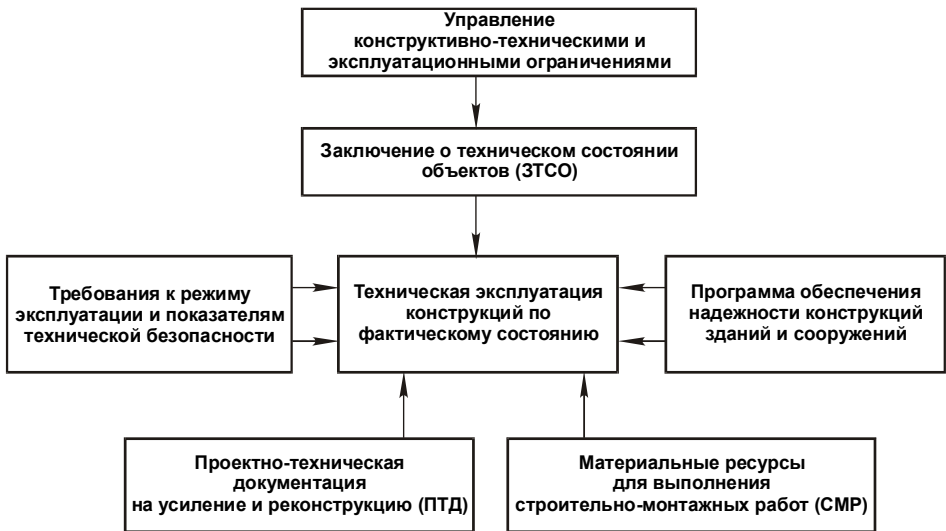 Управление
конструктивно-техническими и
эксплуатационными ограничениями
Заключение о техническом состоянии
объектов (ЗТСО)
Требования к режиму
эксплуатации и показателям
технической безопасности
Техническая эксплуатация
конструкций по
фактическому состоянию
Программа обеспечения
надежности конструкций
зданий и сооружений
Проектно-техническая
документация
на усиление и реконструкцию (ПТД)
Материальные ресурсы
для выполнения
строительно-монтажных работ (СМР)